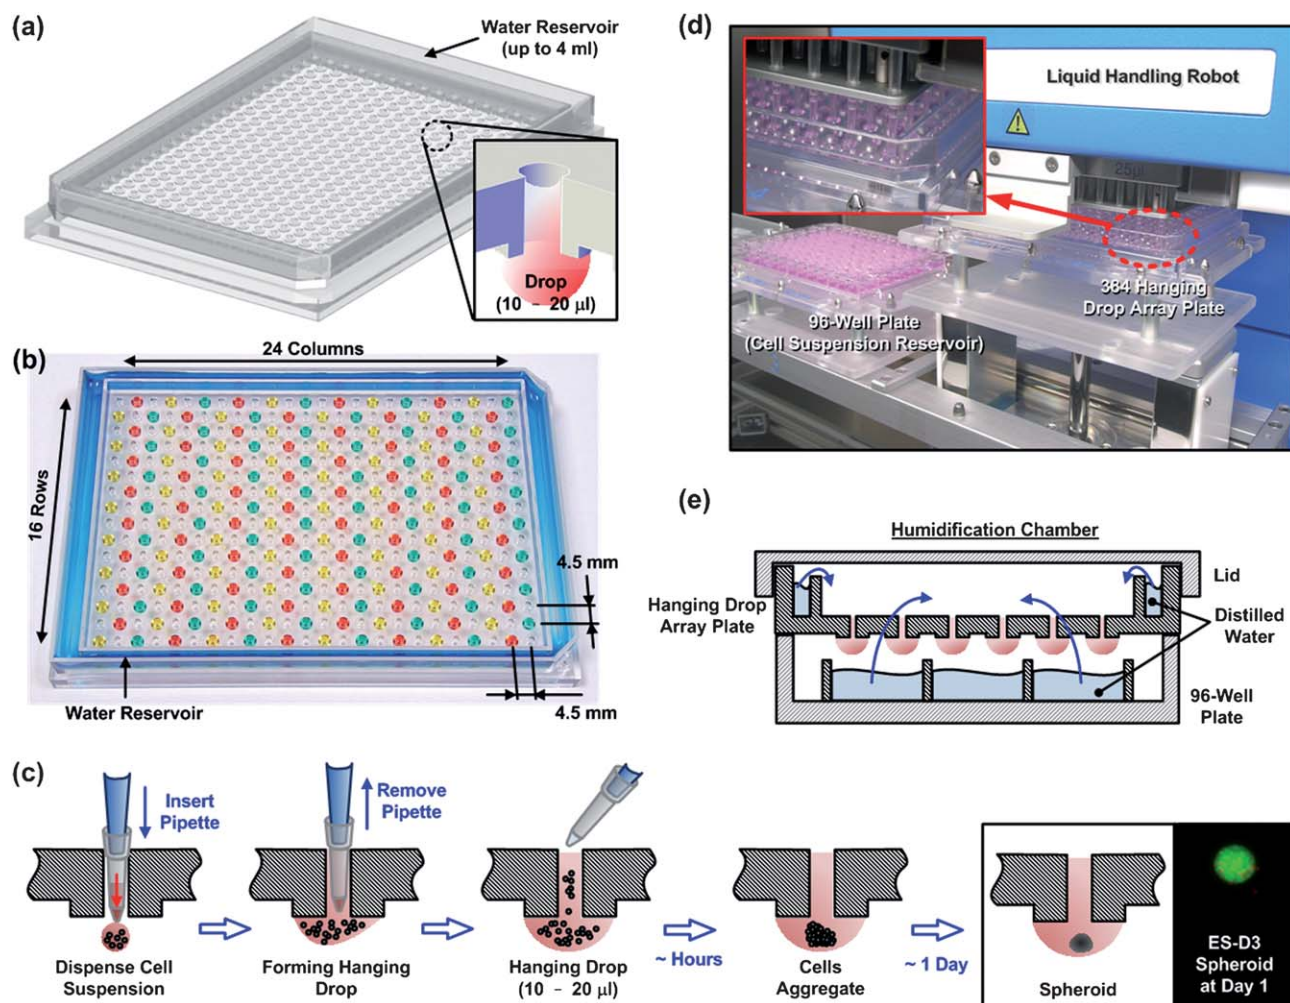 (a)
Water Reservoir
(up to 4 ml)
Drop
(10 – 20 µl)
(b)
24 Columns
16 Rows
4.5 mm
4.5 mm
Water Reservoir
(c)
Insert
Pipette
Remove
Pipette
Dispense Cell
Suspension
Forming Hanging
Drop
Hanging Drop
(10 – 20 µl)
~ Hours
Cells
Aggregate
~ 1 Day
Spheroid
ES-D3
Spheroid
at Day 1
(d)
Liquid Handling Robot
25µl
384 Hanging
Drop Array Plate
96-Well Plate
(Cell Suspension Reservoir)
(e)
Humidification Chamber
Lid
Hanging Drop
Array Plate
Distilled
Water
96-Well
Plate